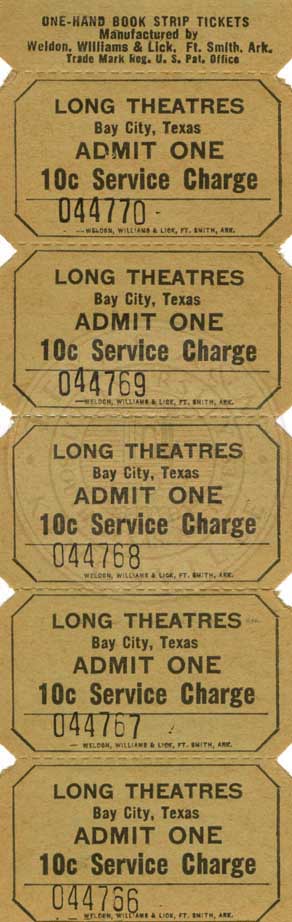 ONE-HAND BOOK STRIP TICKETS
Manufactured by
Weldon, Williams & Lick, Ft. Smith, Ark.
Trade Mark Reg. U. S. Pat. Office
LONG THEATRES
Bay City, Texas
ADMIT ONE
10c Service Charge
044770
—WELDON, WILLIAMS & LICK, FT. SMITH, ARK.
LONG THEATRES
Bay City, Texas
ADMIT ONE
10c Service Charge
044769
—WELDON, WILLIAMS & LICK, FT. SMITH, ARK.
LONG THEATRES
Bay City, Texas
ADMIT ONE
10c Service Charge
044768
WELDON, WILLIAMS & LICK, FT. SMITH, ARK.
LONG THEATRES
Bay City, Texas
ADMIT ONE
10c Service Charge
044767
— WELDON, WILLIAMS & LICK, FT. SMITH, ARK.
LONG THEATRES
Bay City, Texas
ADMIT ONE
10c Service Charge
044766
WELDON, WILLIAMS & LICK, FT. SMITH, ARK.